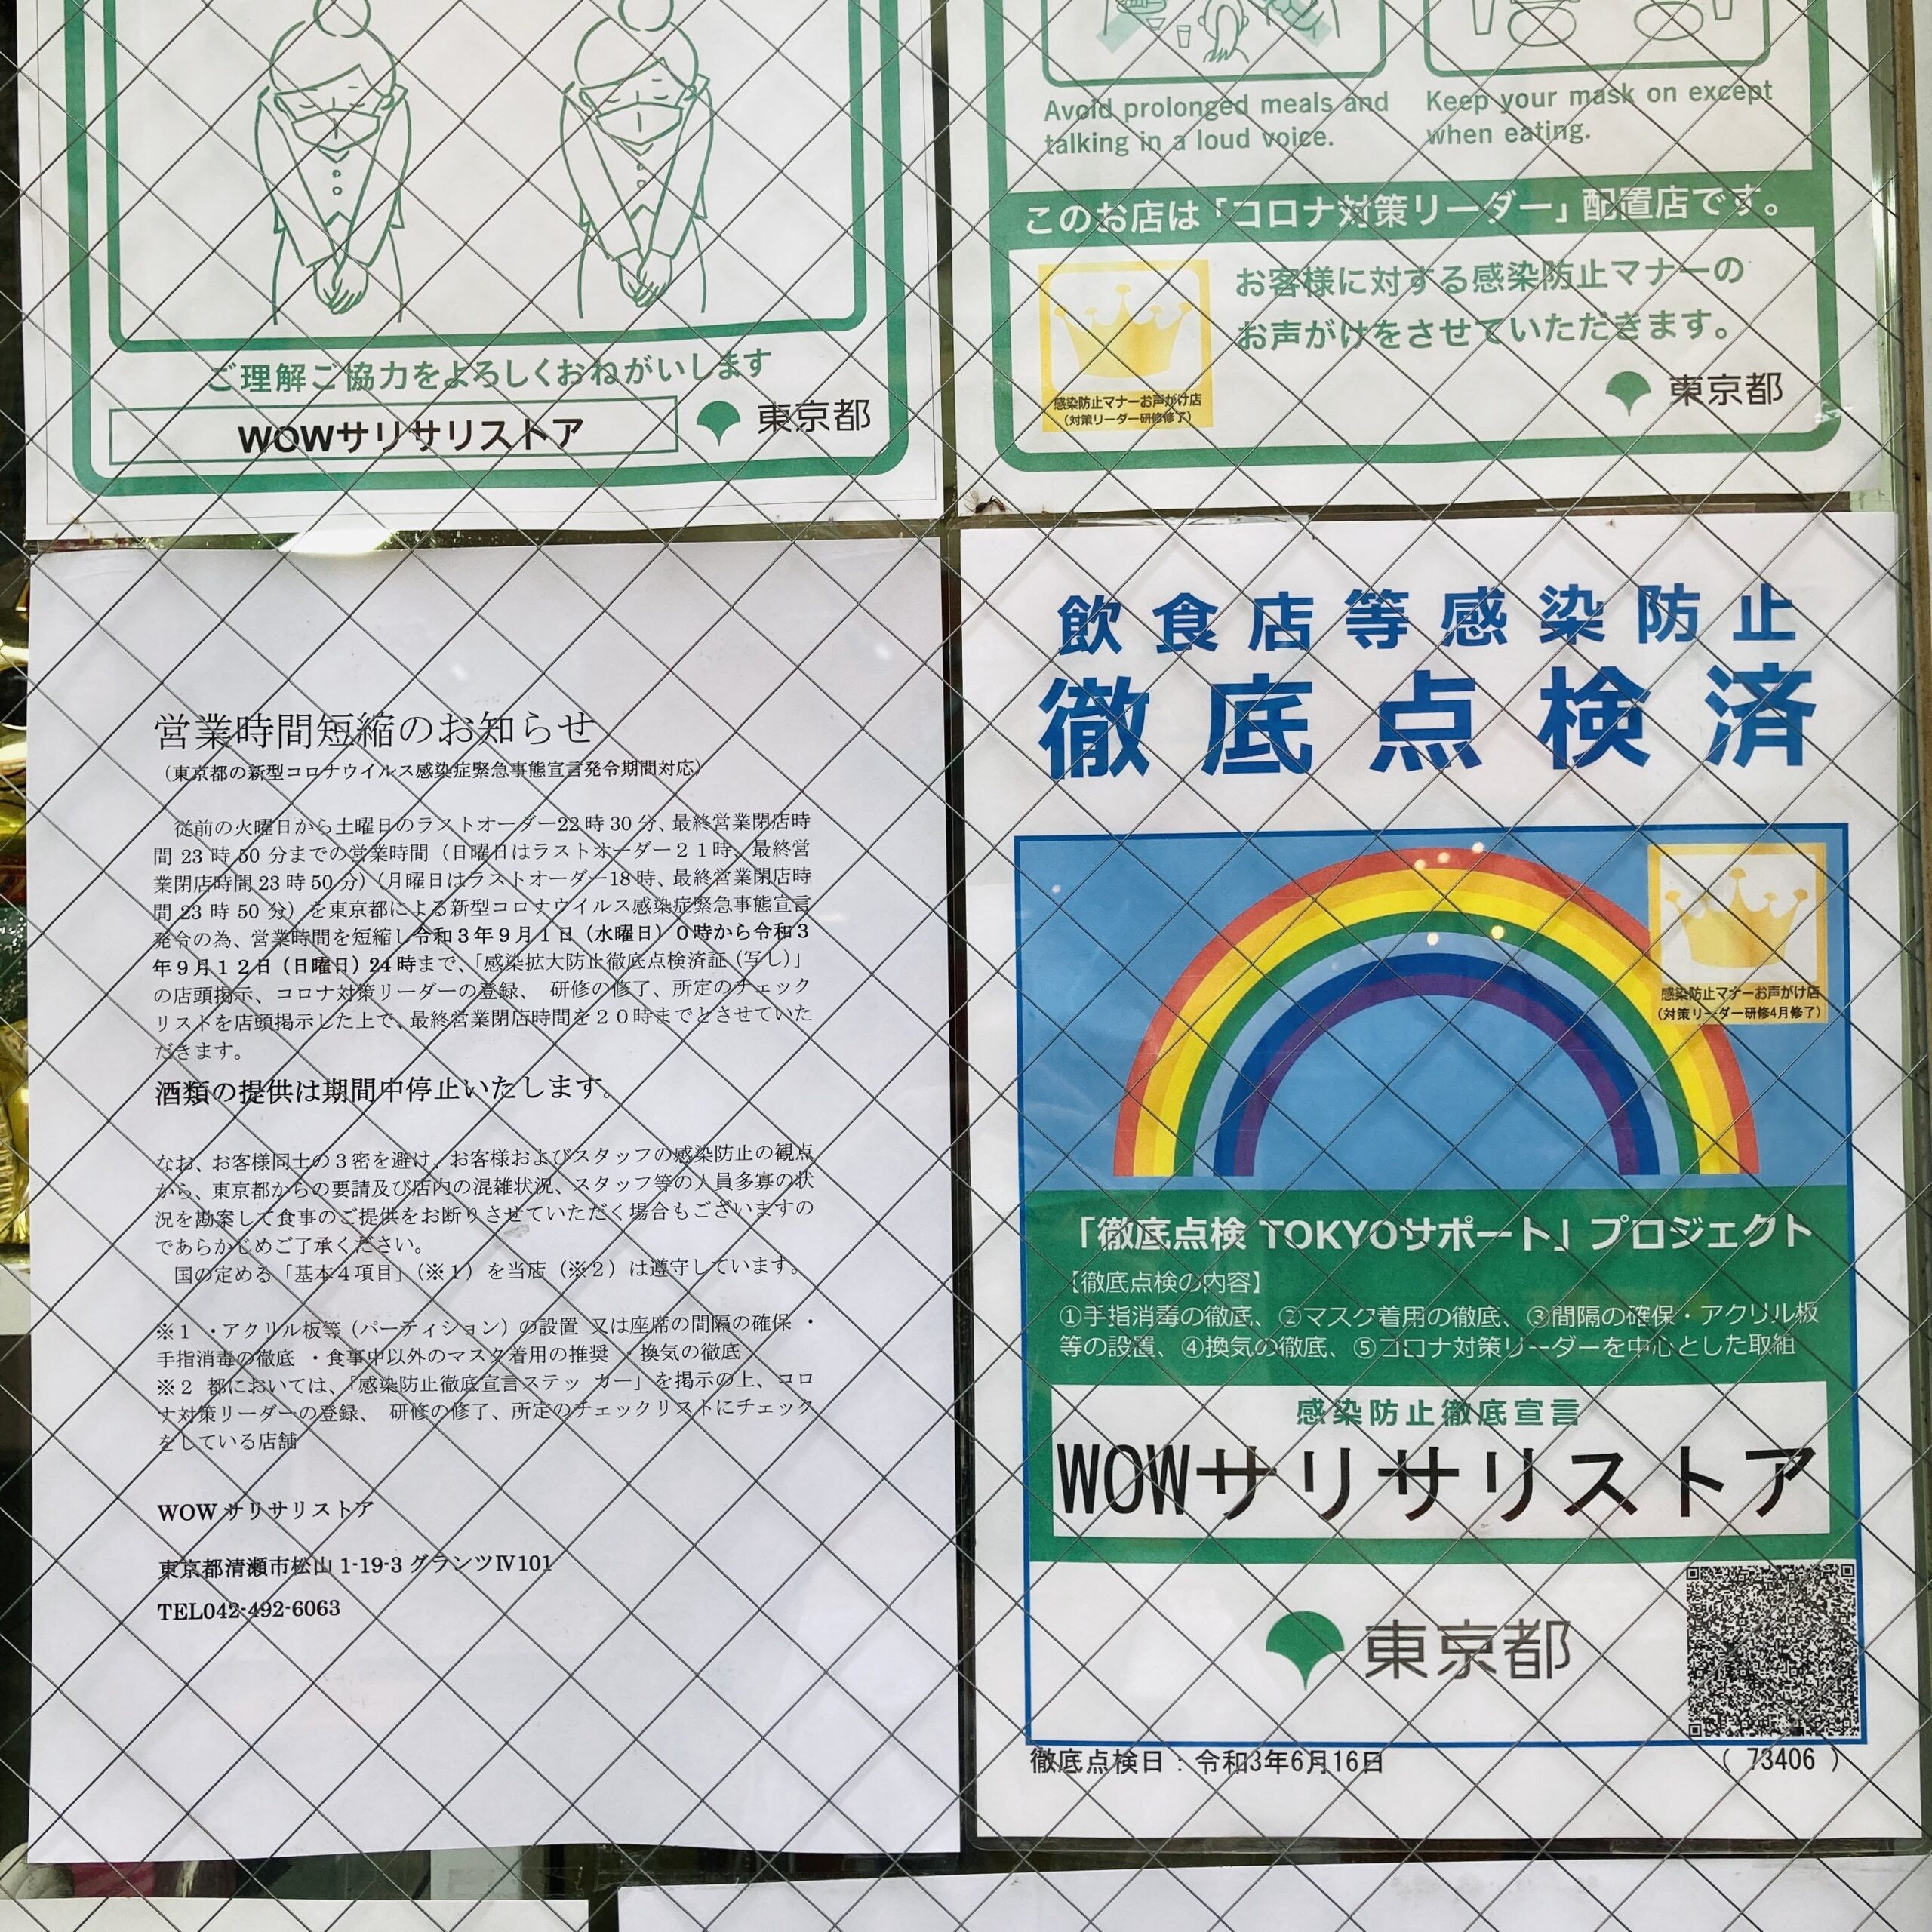 ご理解ご協力をよろしくおねがいします
WOWサリサリストア
東京都
Avoid prolonged meals and
talking in a loud voice.
Keep your mask on except
when eating.
このお店は「コロナ対策リーダー」配置店です。
お客様に対する感染防止マナーの
お声がけをさせていただきます。
感染防止マナーお声がけ店
(対策リーダー研修修了)
東京都
営業時間短縮のお知らせ
（東京都の新型コロナウイルス感染症緊急事態宣言発令期間対応）
従前の火曜日から土曜日のラストオーダー22時30分、最終営業閉店時
間 23 時 50 分までの営業時間（日曜日はラストオーダー２１時、最終営
業閉店時間 23 時 50 分）（月曜日はラストオーダー18時、最終営業閉店時
間 23 時 50 分）を東京都による新型コロナウイルス感染症緊急事態宣言
発令の為、営業時間を短縮し令和３年９月１日（水曜日）０時から令和３
年９月１２日（日曜日）24時まで、「感染拡大防止徹底点検済証（写し）」
の店頭掲示、コロナ対策リーダーの登録、 研修の修了、所定のチェック
リストを店頭掲示した上で、最終営業閉店時間を２０時までとさせていた
だきます。
酒類の提供は期間中停止いたします。
なお、お客様同士の３密を避け、お客様およびスタッフの感染防止の観点
から、東京都からの要請及び店内の混雑状況、スタッフ等の人員多寡の状
況を勘案して食事のご提供をお断りさせていただく場合もございますの
であらかじめご了承ください。
国の定める「基本４項目」（※１）を当店（※２）は遵守しています。
※１ ・アクリル板等（パーティション）の設置 又は座席の間隔の確保 ・
手指消毒の徹底 ・食事中以外のマスク着用の推奨 ・換気の徹底
※２ 都においては、「感染防止徹底宣言ステッ カー」を掲示の上、コロ
ナ対策リーダーの登録、 研修の修了、所定のチェックリストにチェック
をしている店舗
WOW サリサリストア
東京都清瀬市松山 1-19-3 グランツⅣ101
TEL042-492-6063
飲食店等感染防止
徹底点検済
感染防止マナーお声がけ店
(対策リーダー研修4月修了)
「徹底点検 TOKYOサポート」プロジェクト
【徹底点検の内容】
①手指消毒の徹底、②マスク着用の徹底、③間隔の確保・アクリル板
等の設置、④換気の徹底、⑤コロナ対策リーダーを中心とした取組
感染防止徹底宣言
WOWサリサリストア
東京都
徹底点検日：令和3年6月16日
( 73406 )